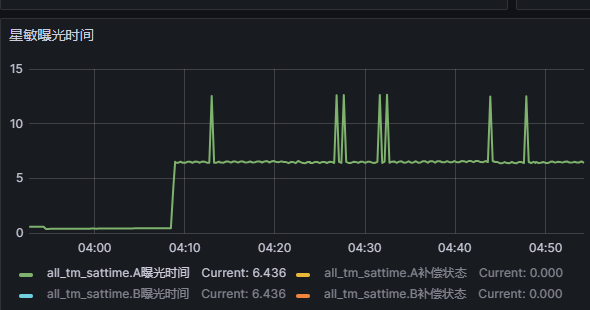 星敏曝光时间
15
10
5
0
04:00 04:10 04:20 04:30 04:40 04:50
all_tm_sattime.A曝光时间 Current: 6.436 all_tm_sattime.A补偿状态 Current: 0.000
all_tm_sattime.B曝光时间 Current: 6.436 all_tm_sattime.B补偿状态 Current: 0.000